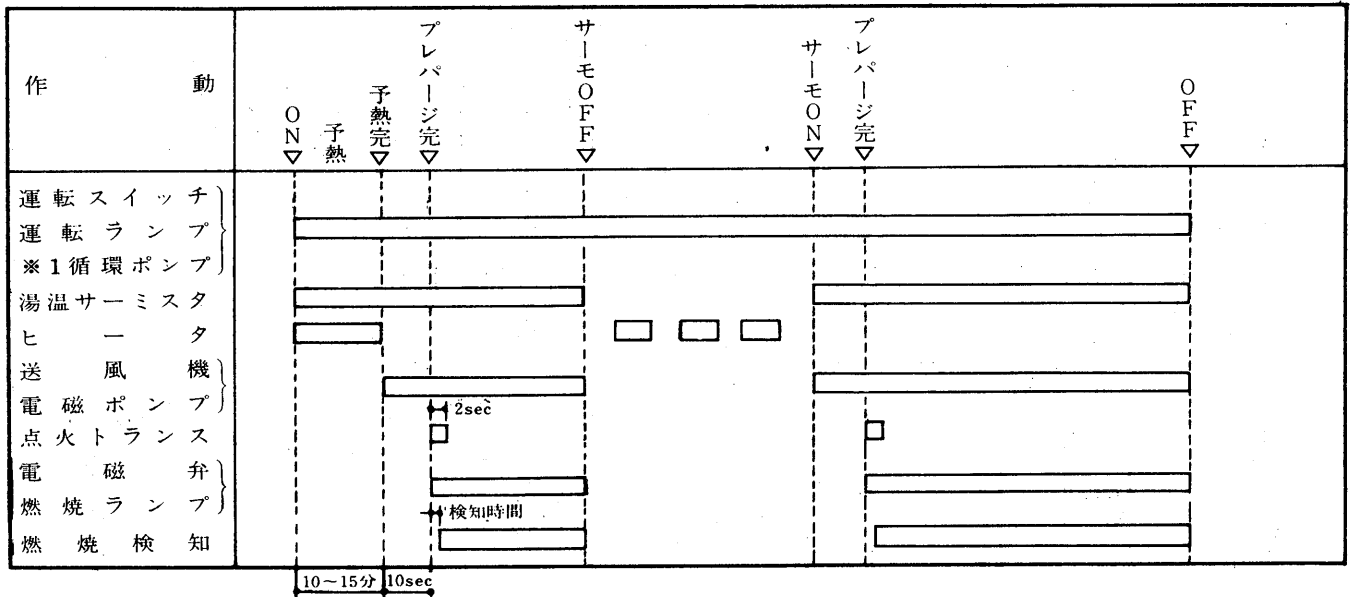 作動
ON
予熱
予熱完
プレパージ完
サーモOFF
サーモON
プレパージ完
OFF
運転スイッチ
運転ランプ
※1循環ポンプ
湯温サーミスタ
ヒータ
送風機
電磁ポンプ
2sec
点火トランス
電磁弁
燃焼ランプ
検知時間
燃焼検知
10～15分
10sec